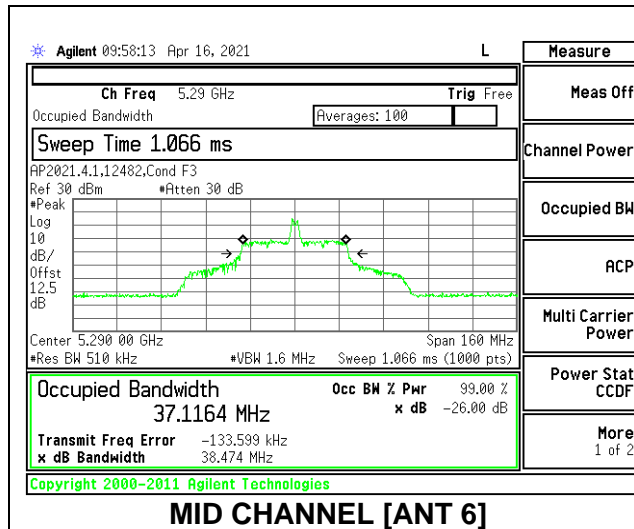 Agilent 09:58:13 Apr 16, 2021 L
Measure
Ch Freq 5.29 GHz Trig Free
Meas Off
Occupied Bandwidth Averages: 100
Sweep Time 1.066 ms
Channel Power
AP2021.4.1,12482,Cond F3
Ref 30 dBm #Atten 30 dB
#Peak
Log
10
dB/
Offst
12.5
dB
Occupied BW
ACP
Center 5.290 00 GHz Span 160 MHz
#Res BW 510 kHz #VBW 1.6 MHz Sweep 1.066 ms (1000 pts)
Multi Carrier
Power
Occupied Bandwidth Occ BW % Pwr 99.00 %
37.1164 MHz x dB -26.00 dB
Power Stat
CCDF
Transmit Freq Error -133.599 kHz
x dB Bandwidth 38.474 MHz
More
1 of 2
Copyright 2000-2011 Agilent Technologies
MID CHANNEL [ANT 6]